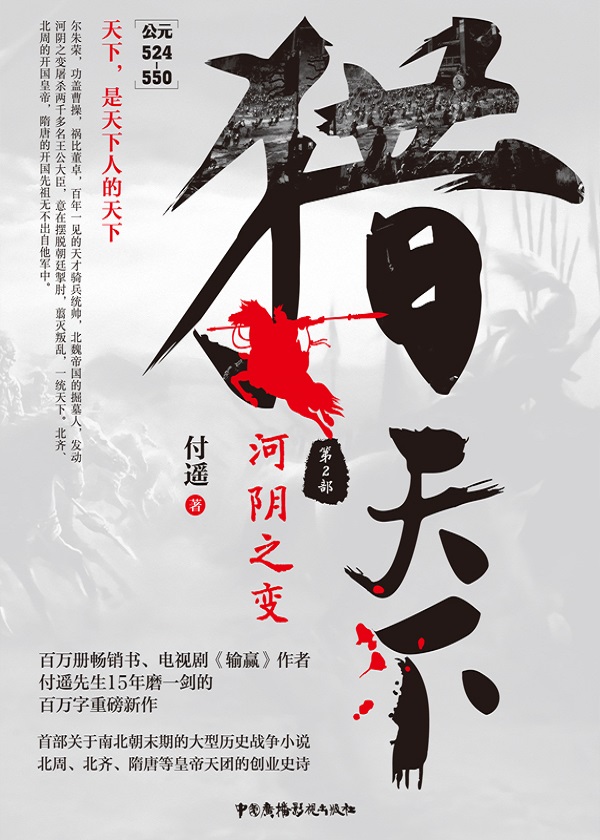 猎天下
公元
524
-
550
天下，是天下人的天下
尔朱荣，功盖曹操，祸比董卓，百年一见的天才骑兵统帅，北魏帝国的掘墓人，发动
河阴之变屠杀两千多名王公大臣，意在摆脱朝廷掣肘，翦灭叛乱，一统天下。北齐、
北周的开国皇帝，隋唐的开国先祖无不出自他军中。
第2部
河阴之变
付遥
著
百万册畅销书、电视剧《输赢》作者
付遥先生15年磨一剑的
百万字重磅新作
首部关于南北朝末期的大型历史战争小说
北周、北齐、隋唐等皇帝天团的创业史诗
中国廣播影视出版社